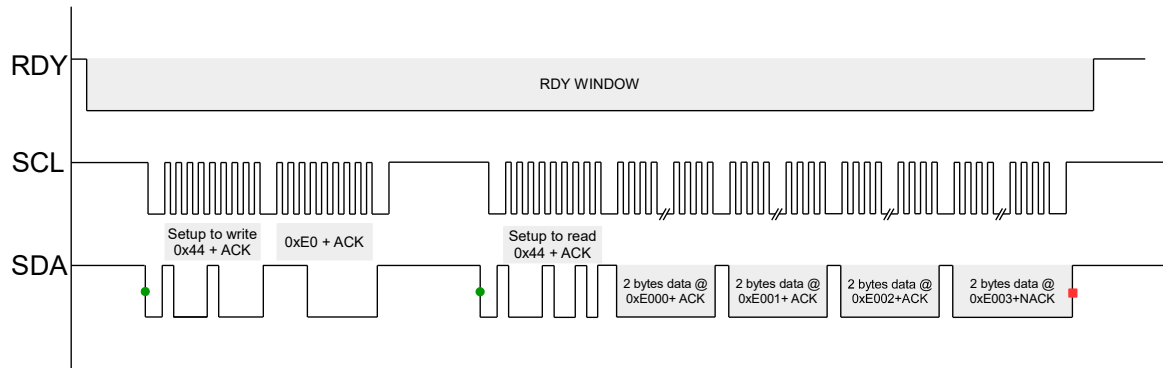 RDY
RDY WINDOW
SCL
Setup to write
0x44 + ACK
0xE0 + ACK
Setup to read
0x44 + ACK
SDA
2 bytes data @
0xE000+ ACK
2 bytes data @
0xE001+ ACK
2 bytes data @
0xE002+ACK
2 bytes data @
0xE003+NACK